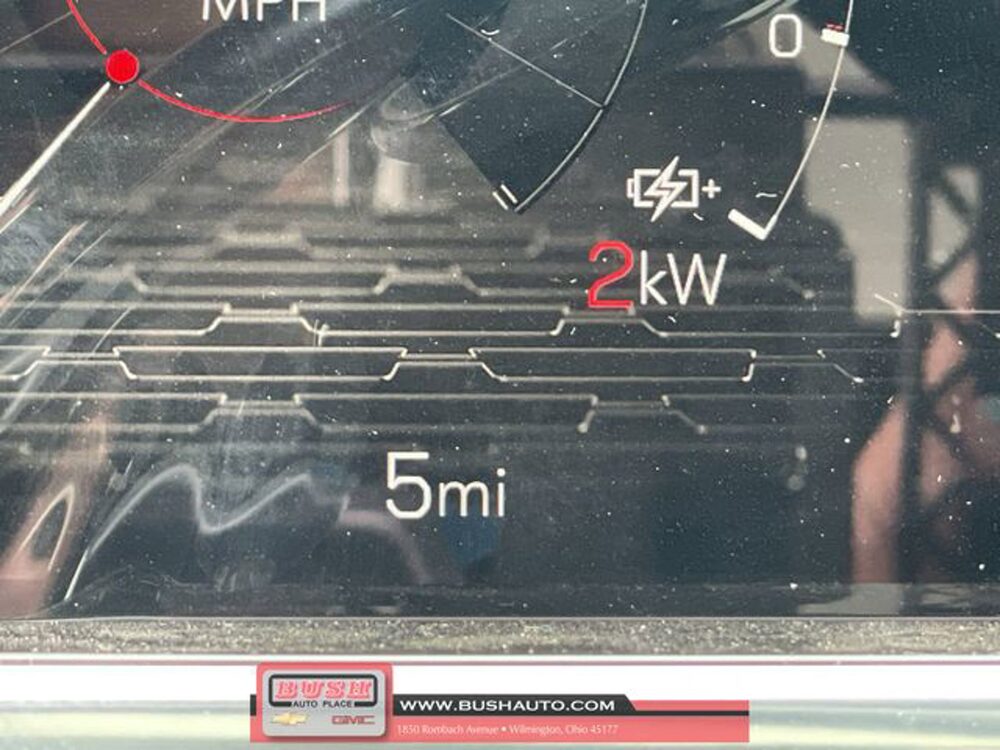 MPH
0
+
2kW
5mi
BUSH
AUTO PLACE
GMC
WWW.BUSHAUTO.COM
1850 Rombach Avenue • Wilmington, Ohio 45177